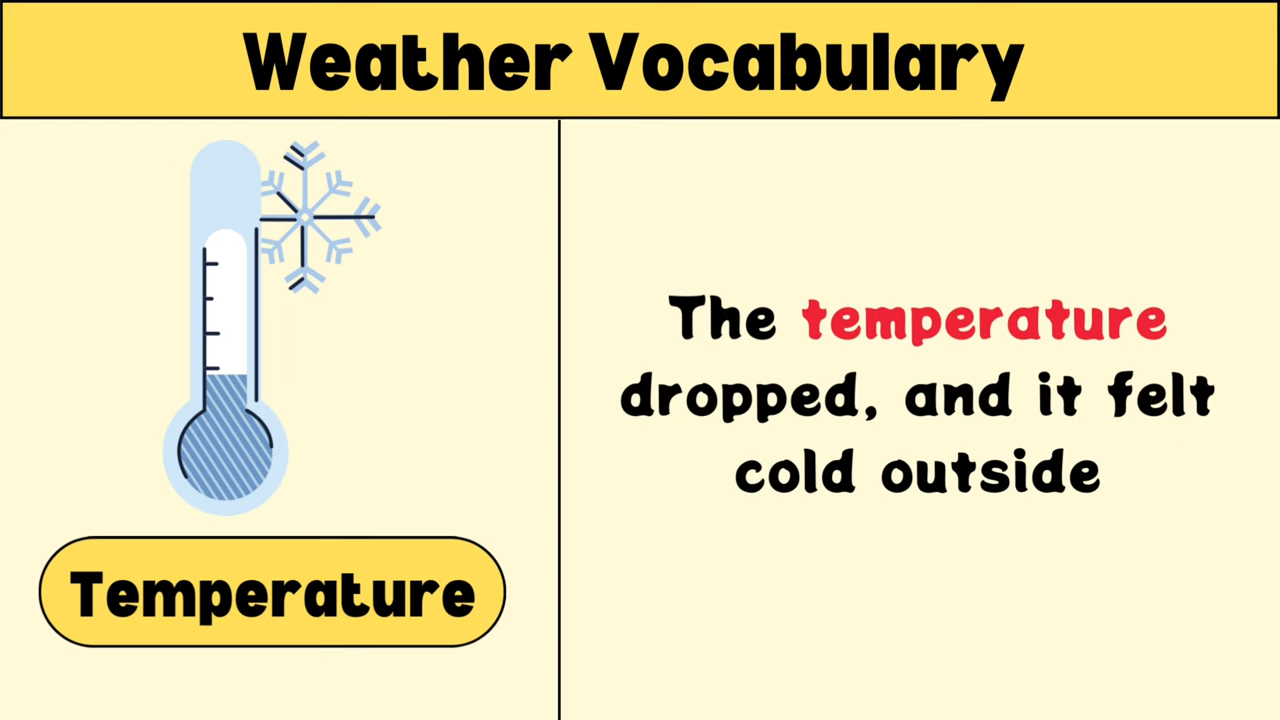 Weather Vocabulary
Temperature
The temperature
dropped, and it felt
cold outside